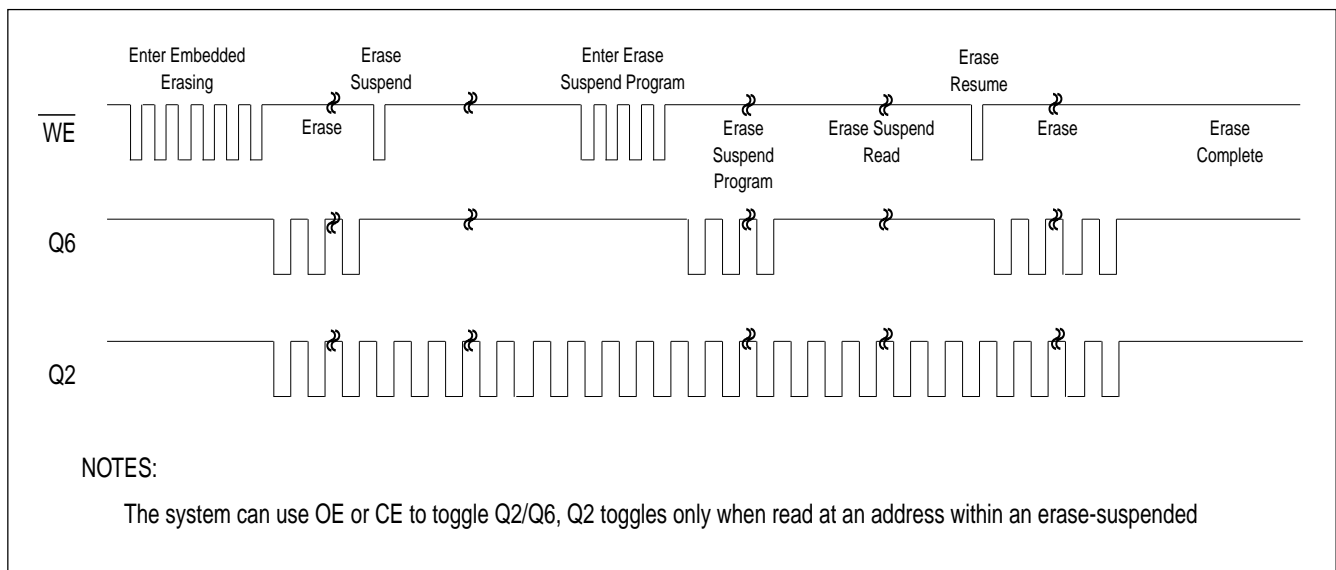 Enter Embedded
Erasing
Erase
Suspend
Enter Erase
Suspend Program
Erase
Resume
WE
Erase
Erase
Suspend
Program
Erase Suspend
Read
Erase
Erase
Complete
Q6
Q2
NOTES:
The system can use OE or CE to toggle Q2/Q6, Q2 toggles only when read at an address within an erase-suspended